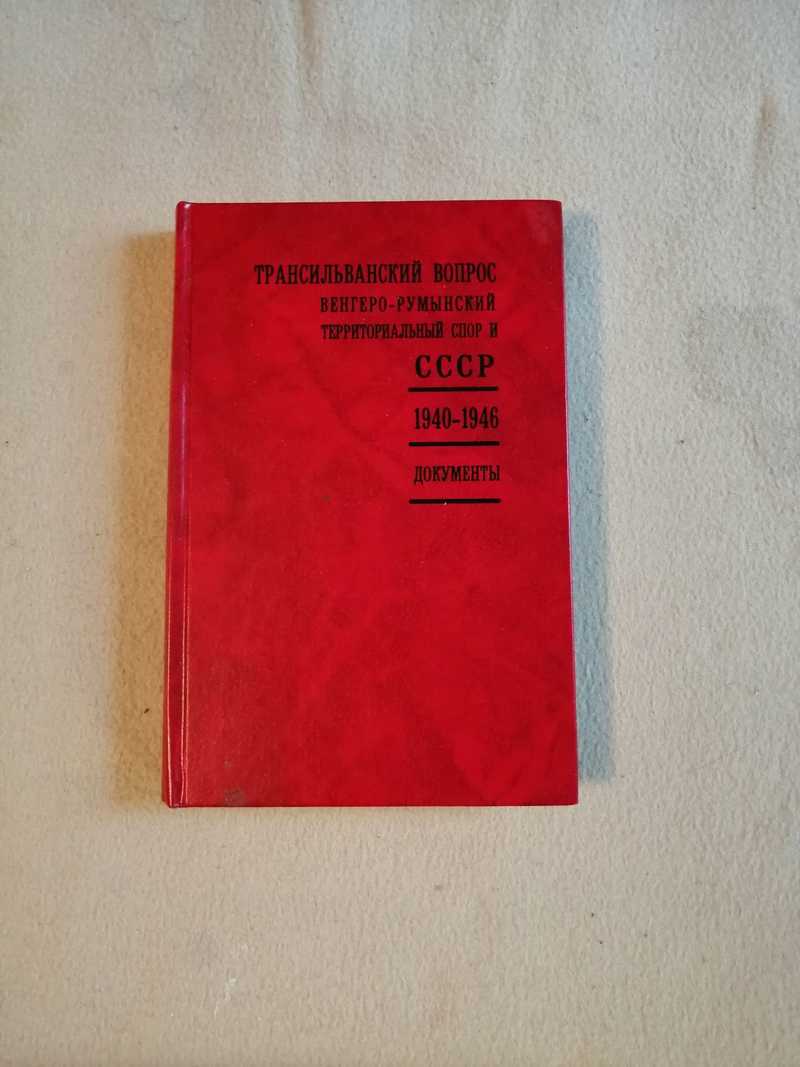 ТРАНСИЛЬВАНСКИЙ ВОПРОС
ВЕНГЕРО-РУМЫНСКИЙ
ТЕРРИТОРИАЛЬНЫЙ СПОР И
СССР
1940-1946
ДОКУМЕНТЫ